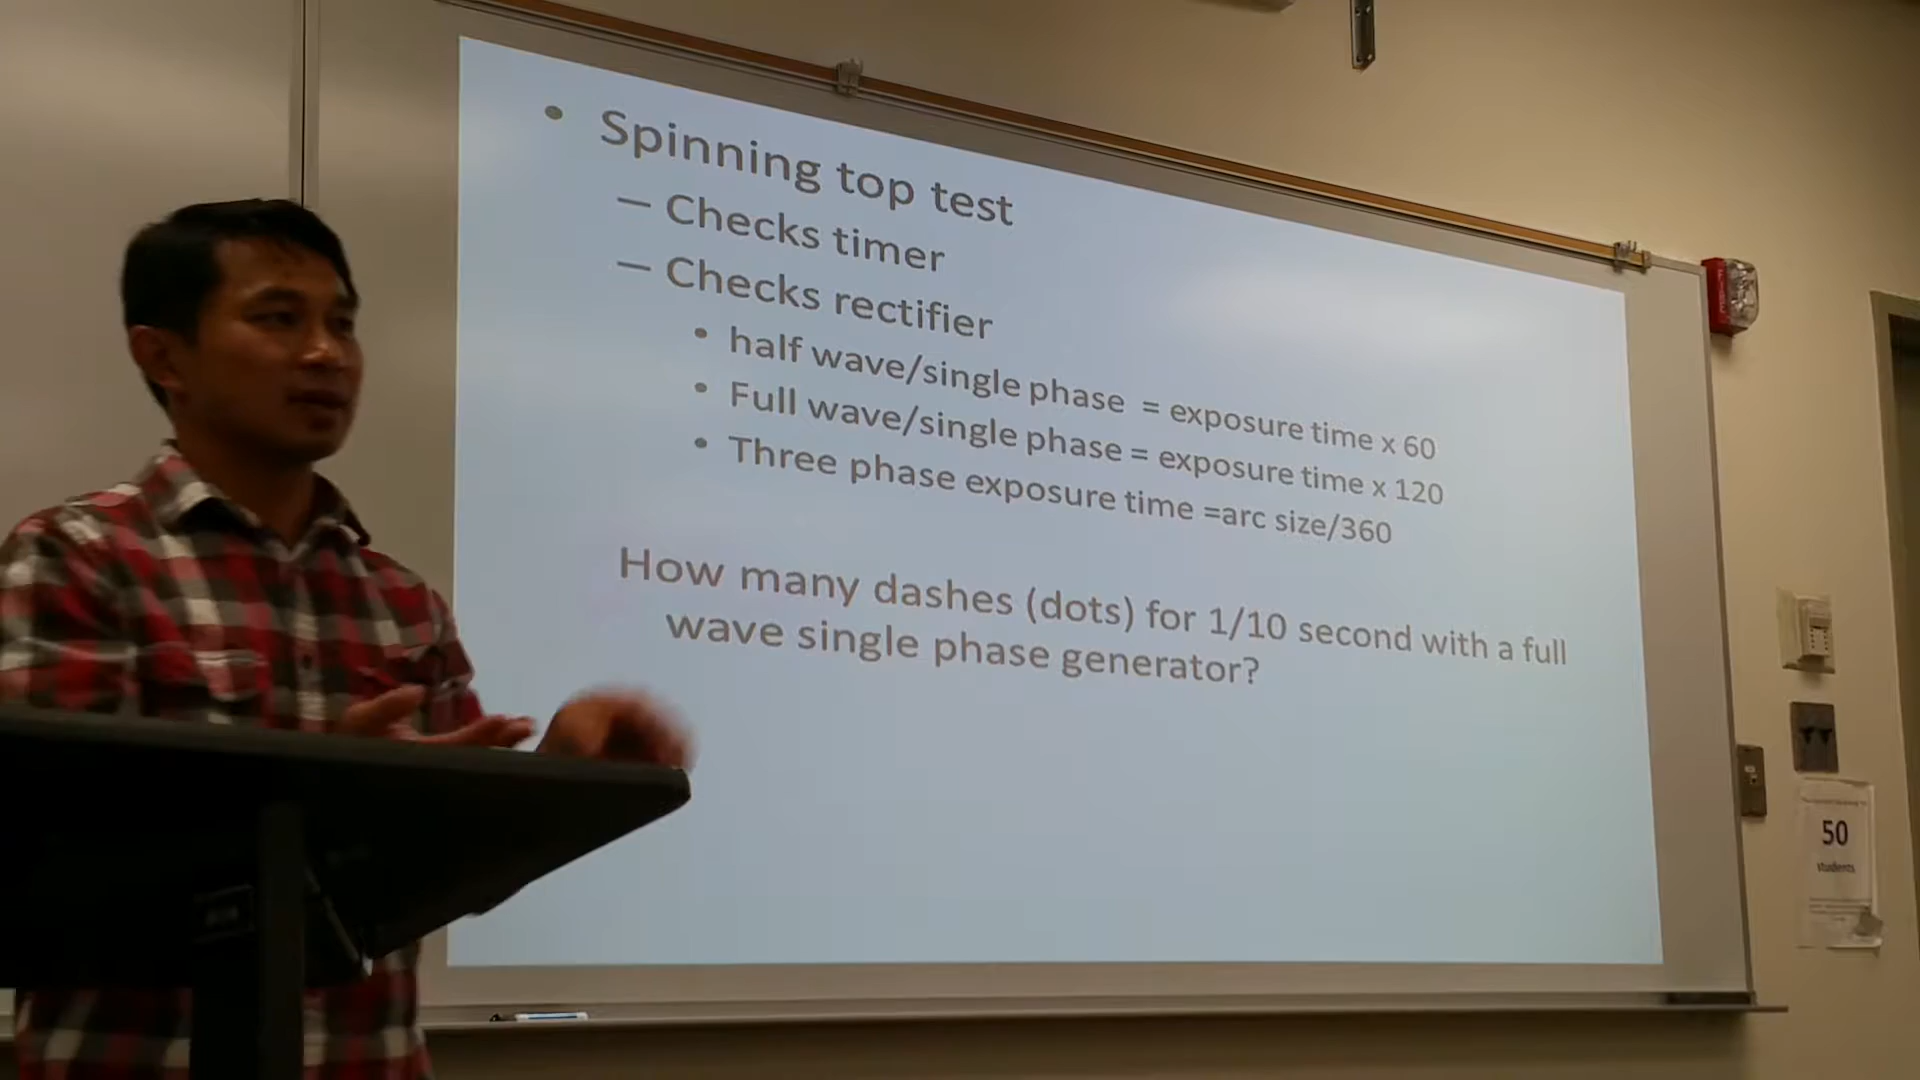 • Spinning top test
– Checks timer
– Checks rectifier
• half wave/single phase = exposure time x 60
• Full wave/single phase = exposure time x 120
• Three phase exposure time =arc size/360
How many dashes (dots) for 1/10 second with a full
wave single phase generator?
50
students